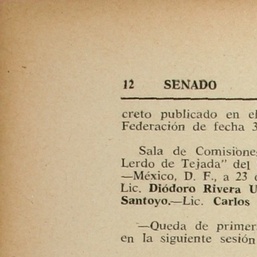 12 SENADO
creto publicado en el
Federación de fecha 3
Sala de Comisiones
Lerdo de Tejada" del
—México, D. F., a 23 d
Lic. Diódoro Rivera U
Santoyo.—Lic. Carlos
—Queda de primera
en la siguiente sesión